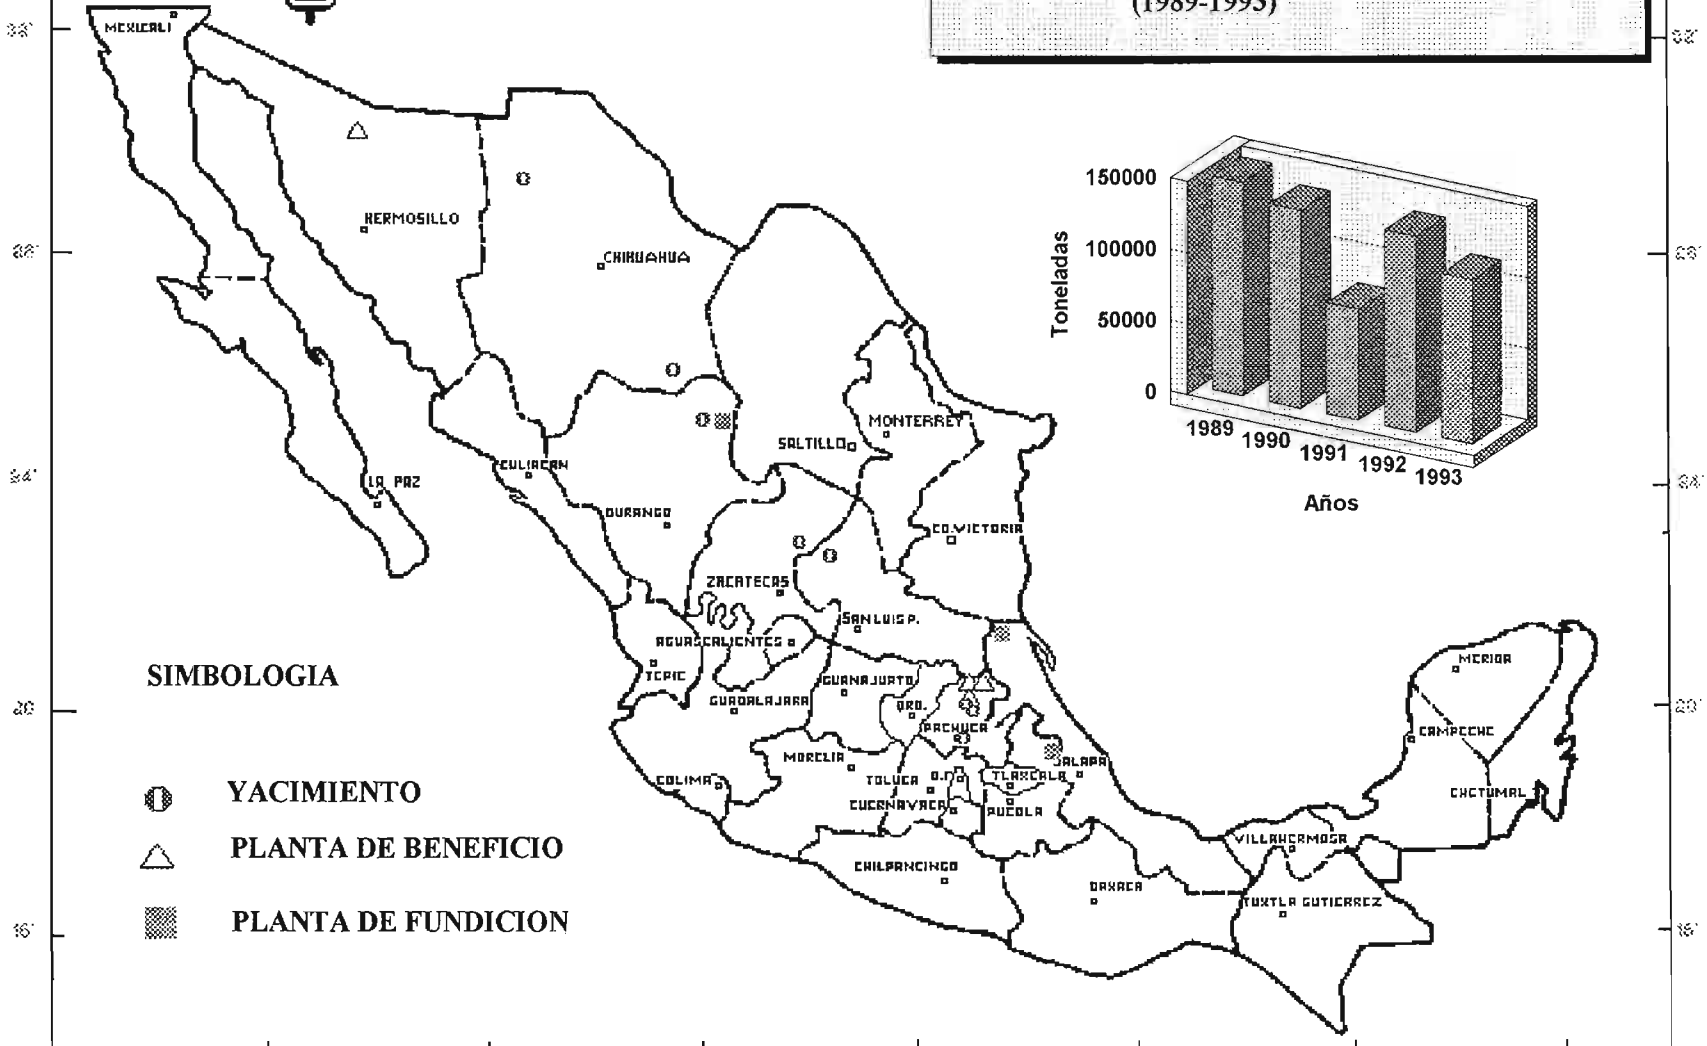 (1989-1993)
MEXICALI
HERMOSILLO
CHIHUAHUA
LA PAZ
CULIACAN
DURANGO
SALTILLO
MONTERREY
CD.VICTORIA
ZACATECAS
SAN LUIS P.
AGUASCALIENTES
TEPIC
GUADALAJARA
GUANAJUATO
QRO.
PACHUCA
MORELIA
COLIMA
TOLUCA
D.F.
TLAXCALA
JALAPA
CUERNAVACA
PUEBLA
CHILPANCINGO
OAXACA
VILLAHERMOSA
TUXTLA GUTIERREZ
MERIDA
CAMPECHE
CHETUMAL
150000
100000
50000
0
Toneladas
1989
1990
1991
1992
1993
Años
SIMBOLOGIA
YACIMIENTO
PLANTA DE BENEFICIO
PLANTA DE FUNDICION